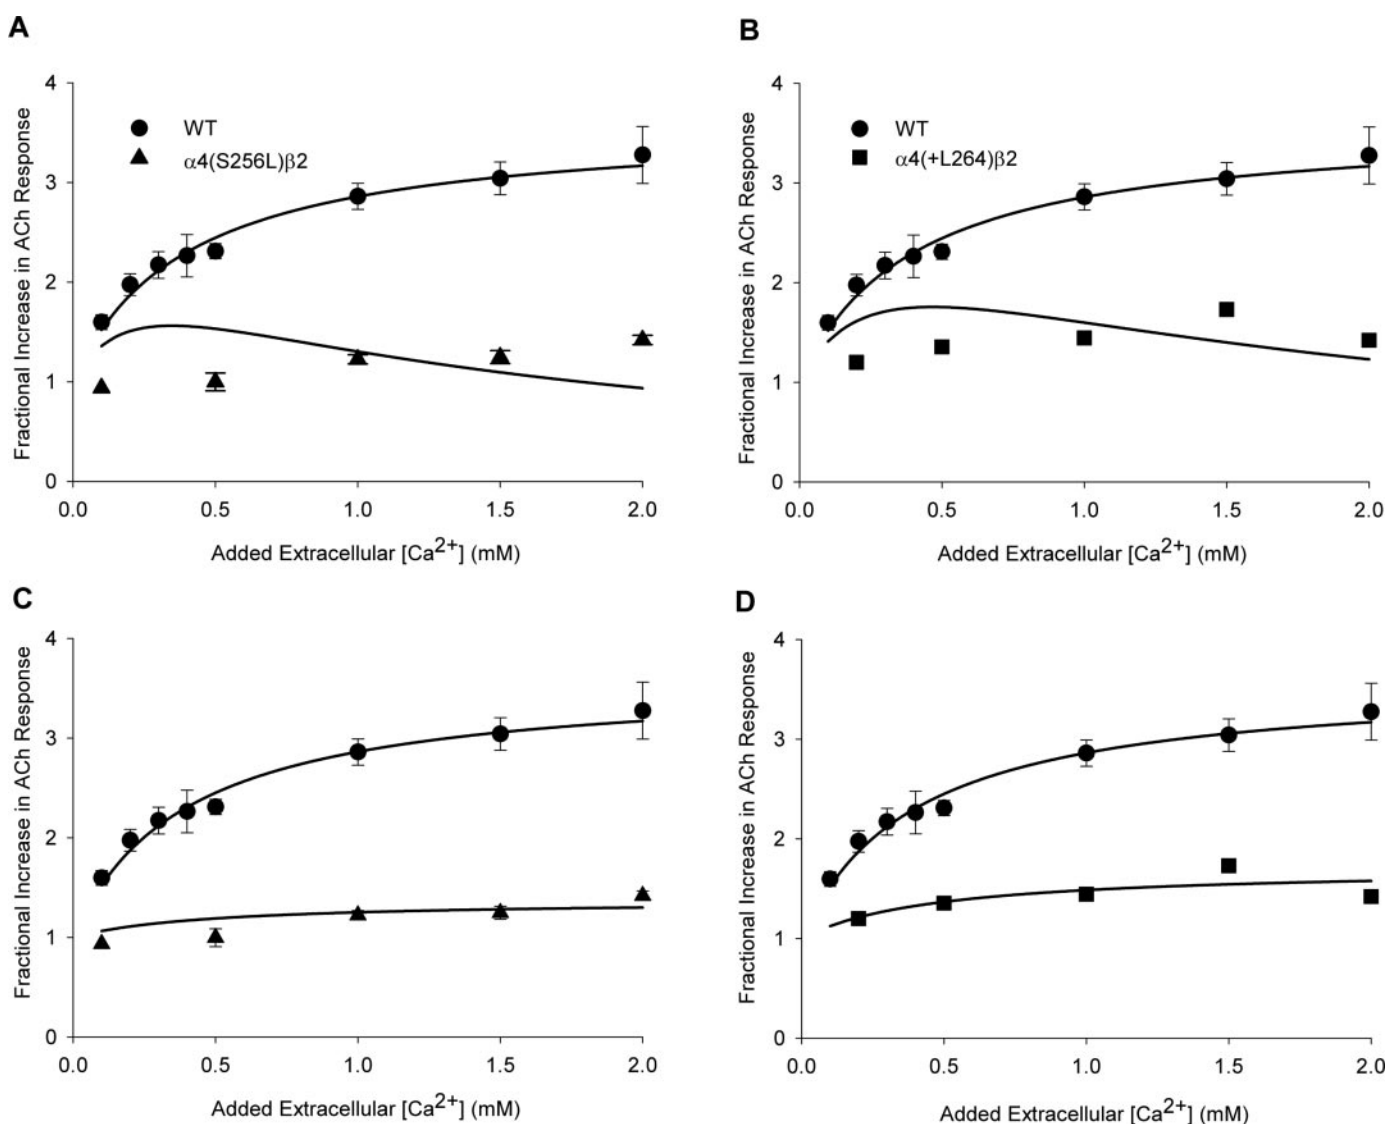 A
Fractional Increase in ACh Response
4
3
2
1
0
WT
α4(S256L)β2
0.0 0.5 1.0 1.5 2.0
Added Extracellular [Ca2+] (mM)
B
Fractional Increase in ACh Response
4
3
2
1
0
WT
α4(+L264)β2
0.0 0.5 1.0 1.5 2.0
Added Extracellular [Ca2+] (mM)
C
Fractional Increase in ACh Response
4
3
2
1
0
0.0 0.5 1.0 1.5 2.0
Added Extracellular [Ca2+] (mM)
D
Fractional Increase in ACh Response
4
3
2
1
0
0.0 0.5 1.0 1.5 2.0
Added Extracellular [Ca2+] (mM)